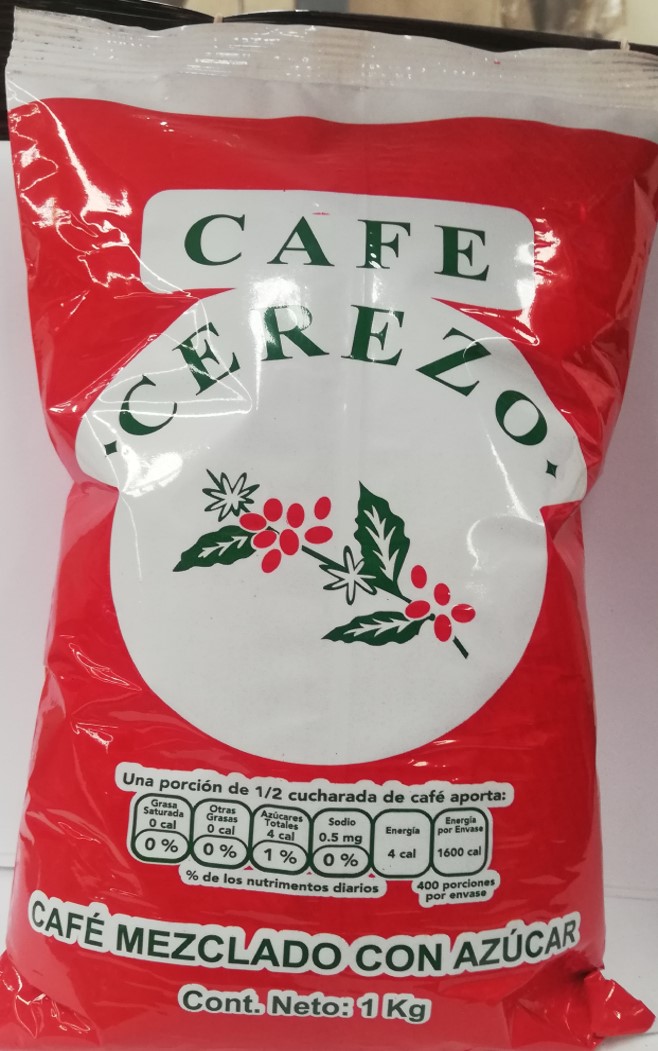 CAFE
CEREZO
Una porción de 1/2 cucharada de café aporta:
Grasa Saturada 0 cal 0 %
Otras Grasas 0 cal 0 %
Azúcares Totales 4 cal 1 %
Sodio 0.5 mg 0 %
Energía 4 cal
Energía por Envase 1600 cal
% de los nutrimentos diarios
400 porciones por envase
CAFÉ MEZCLADO CON AZÚCAR
Cont. Neto: 1 Kg